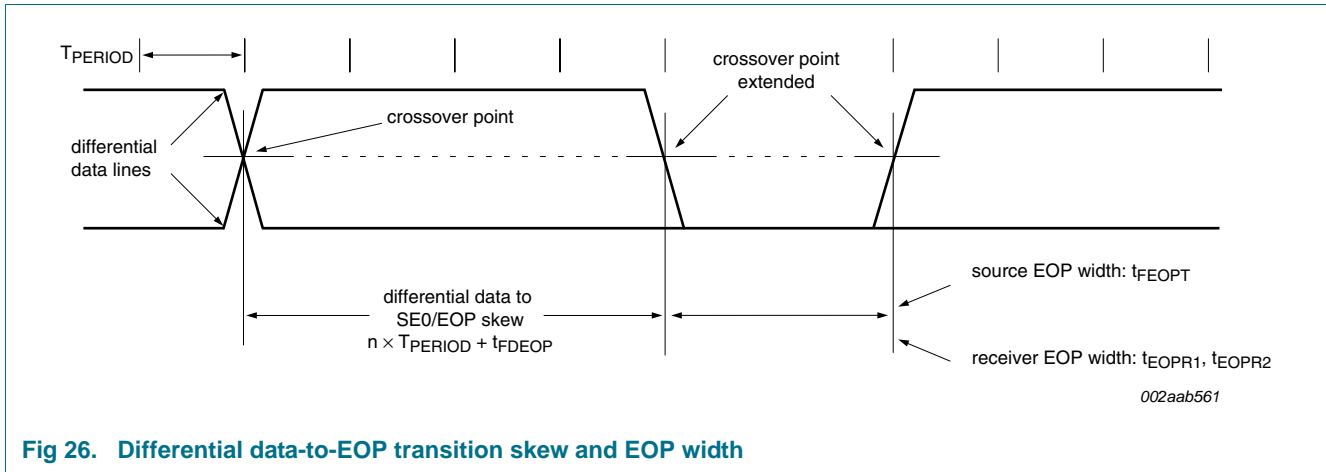 TPERIOD
crossover point
extended
crossover point
differential
data lines
differential data to
SE0/EOP skew
n × TPERIOD + tFDEOP
source EOP width: tFEOPT
receiver EOP width: tEOPR1, tEOPR2
002aab561
Fig 26. Differential data-to-EOP transition skew and EOP width